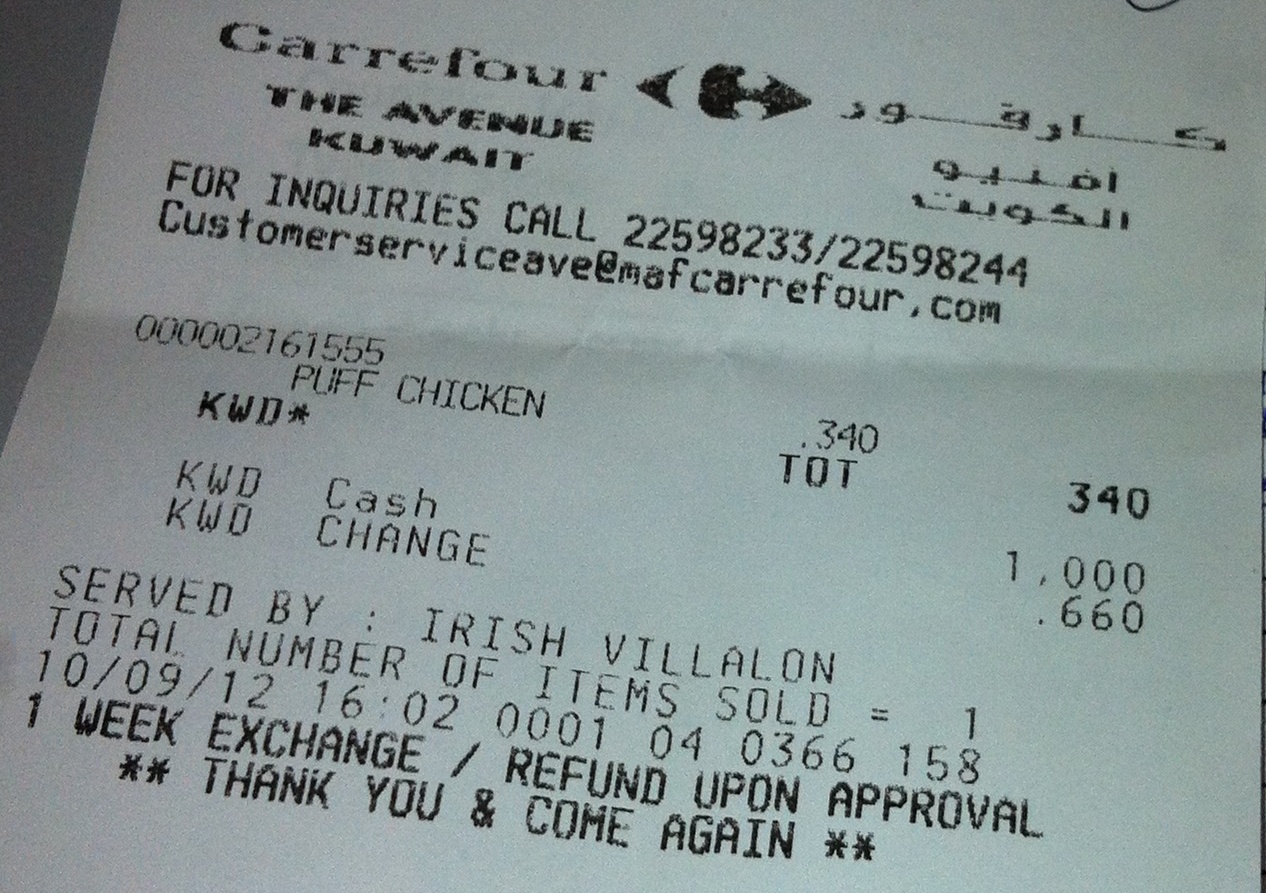 Carrefour كارفور
THE AVENUE افنيو
KUWAIT الكويت
FOR INQUIRIES CALL 22598233/22598244
Customerserviceave@mafcarrefour.com
000002161555
PUFF CHICKEN .340
KWD* TOT 340
KWD Cash 1,000
KWD CHANGE .660
SERVED BY : IRISH VILLALON
TOTAL NUMBER OF ITEMS SOLD = 1
10/09/12 16:02 0001 04 0366 158
1 WEEK EXCHANGE / REFUND UPON APPROVAL
** THANK YOU & COME AGAIN **